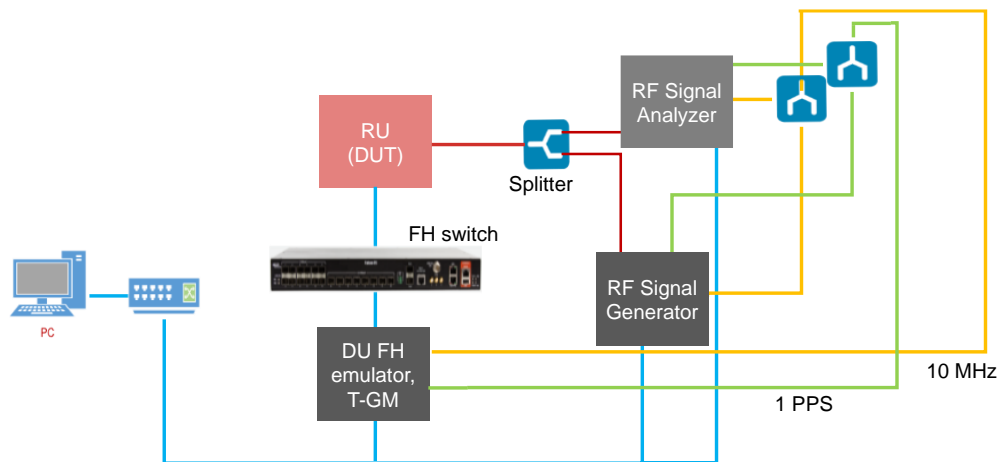 RF Signal
Analyzer
RU
(DUT)
Splitter
FH switch
RF Signal
Generator
PC
DU FH
emulator,
T-GM
10 MHz
1 PPS